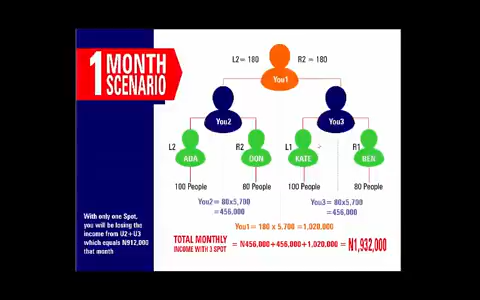 1 MONTH
SCENARIO
L2= 180
R2 = 180
You1
You2
You3
L2
R2
L1
R1
ADA
DON
KATE
BEN
100 People
80 People
100 People
80 People
You2 = 80x5,700
=456,000
You3 = 80x5,700
=456,000
You1 = 180 x 5,700 =1,020,000
With only one Spot,
you will be losing the
income from U2+U3
which equals N912,000
that month
TOTAL MONTHLY
INCOME WITH 3 SPOT
= N456,000+456,000+1,020,000=
N1,932,000